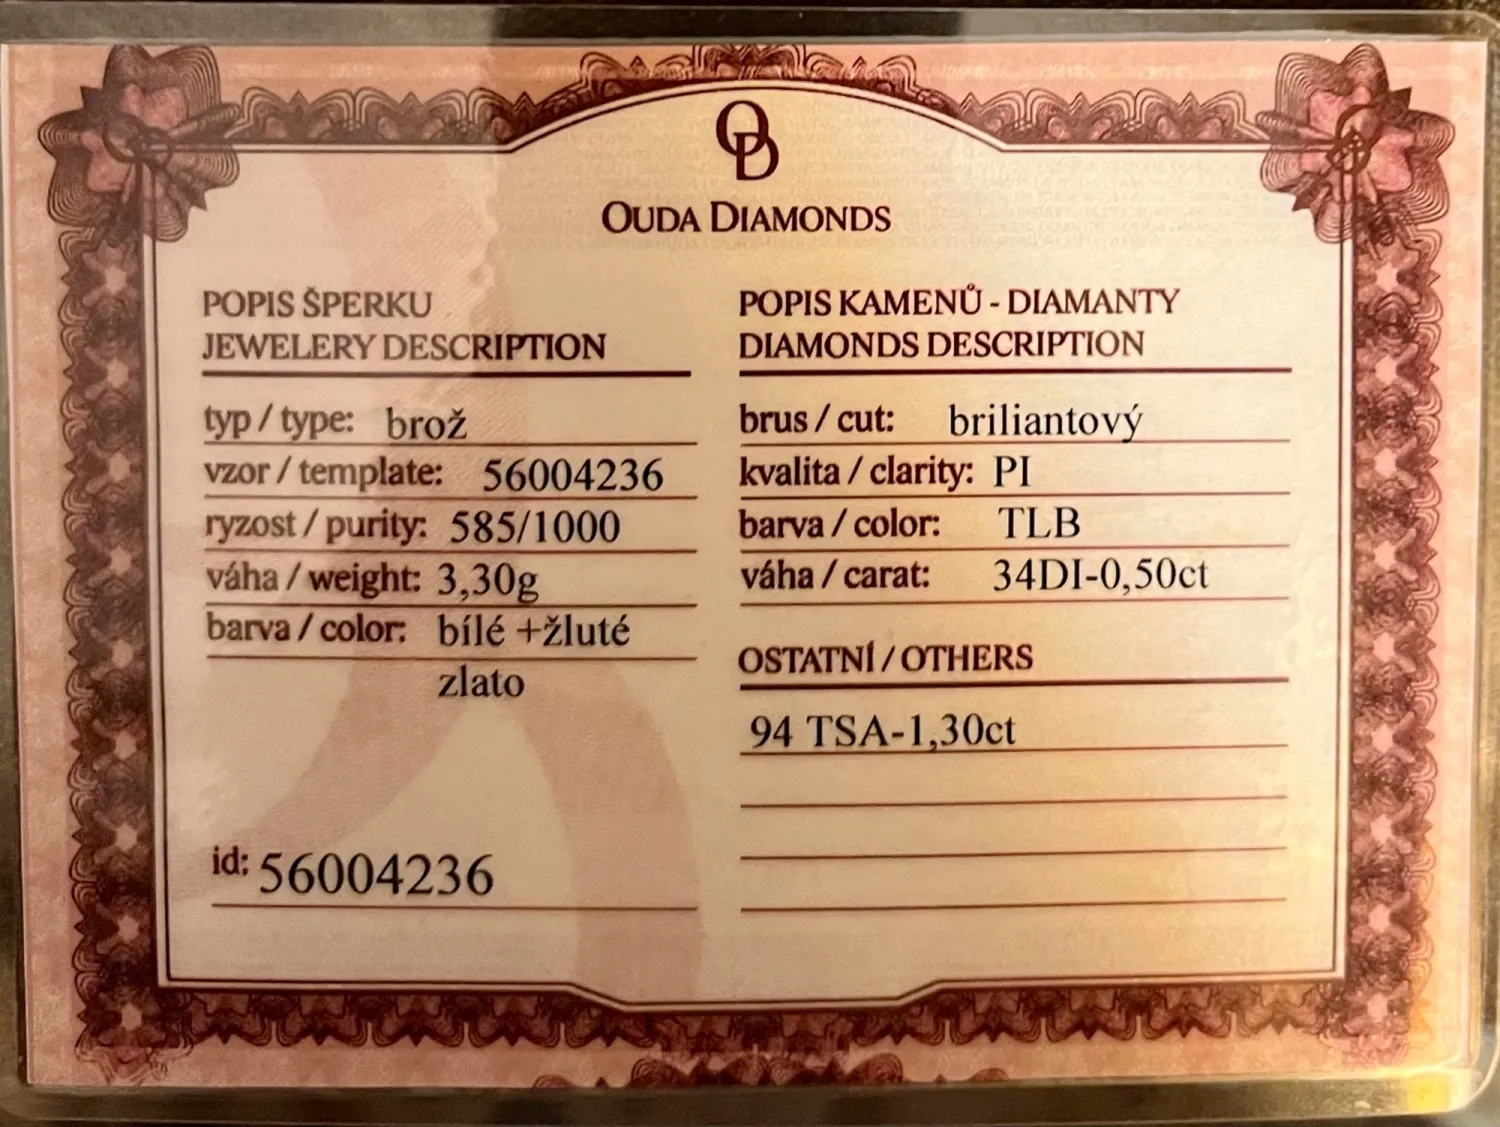 OB
OUDA DIAMONDS
POPIS ŠPERKU
JEWELERY DESCRIPTION
typ / type: brož
vzor / template: 56004236
ryzost / purity: 585/1000
váha / weight: 3,30g
barva / color: bílé +žluté
zlato
id: 56004236
POPIS KAMENŮ - DIAMANTY
DIAMONDS DESCRIPTION
brus / cut: briliantový
kvalita / clarity: PI
barva / color: TLB
váha / carat: 34DI-0,50ct
OSTATNÍ / OTHERS
94 TSA-1,30ct